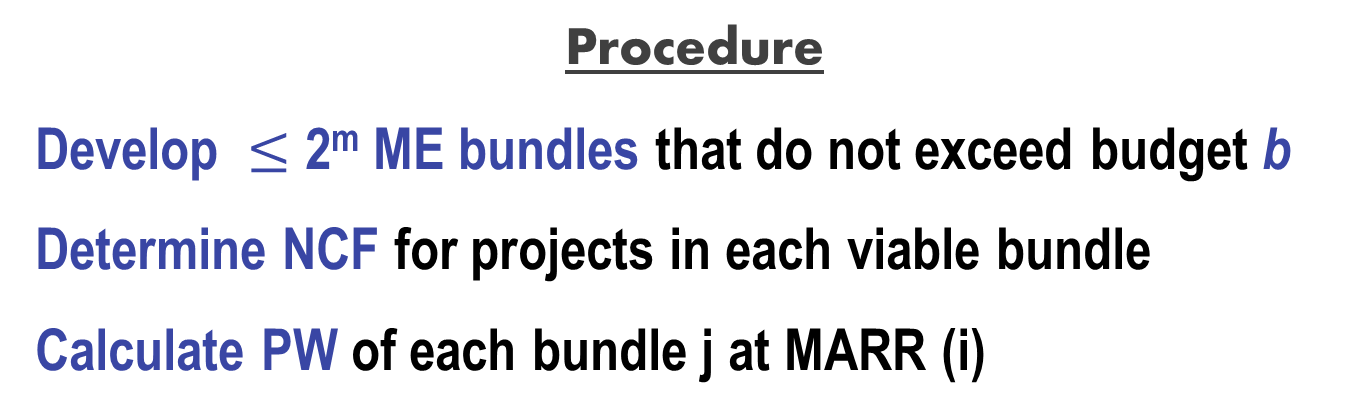 Procedure
Develop ≤ 2ᵐ ME bundles that do not exceed budget b
Determine NCF for projects in each viable bundle
Calculate PW of each bundle j at MARR (i)